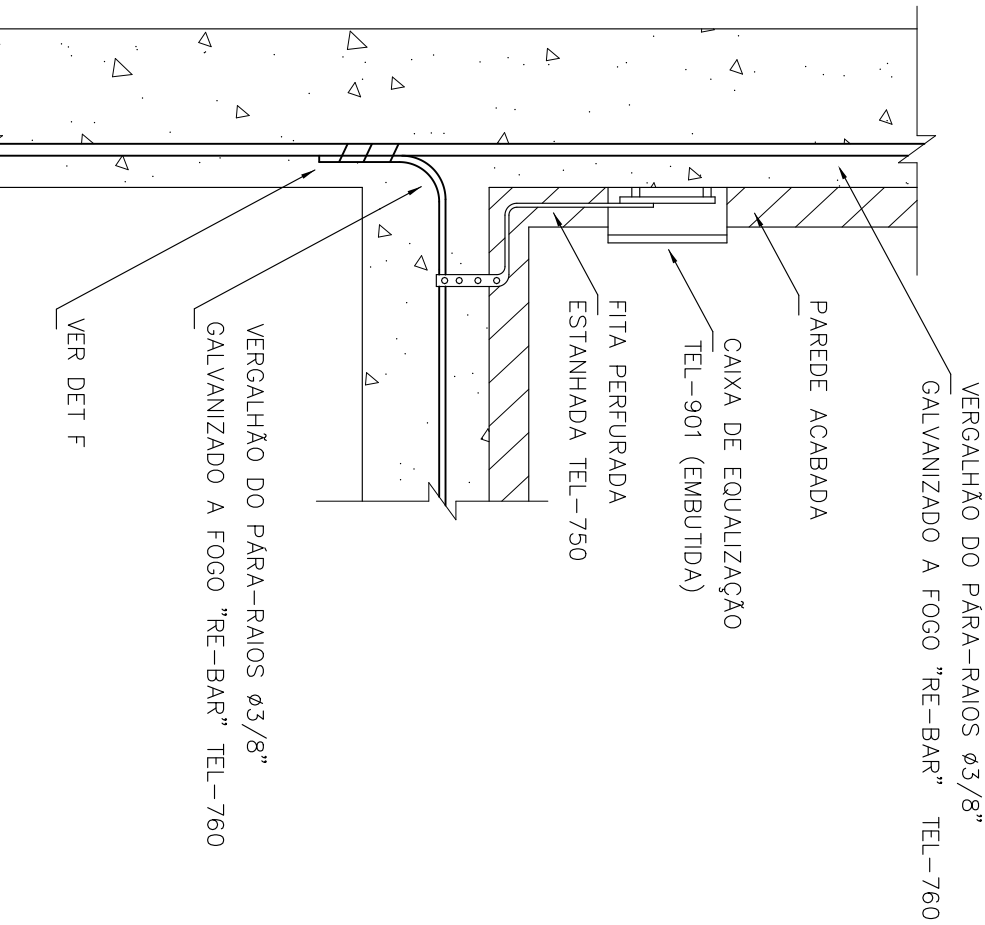 VERGALHÃO DO PÁRA-RAIOS ø3/8"
GALVANIZADO A FOGO "RE-BAR" TEL-760
PAREDE ACABADA
CAIXA DE EQUALIZAÇÃO
TEL-901 (EMBUTIDA)
FITA PERFURADA
ESTANHADA TEL-750
VERGALHÃO DO PÁRA-RAIOS ø3/8"
GALVANIZADO A FOGO "RE-BAR" TEL-760
VER DET F